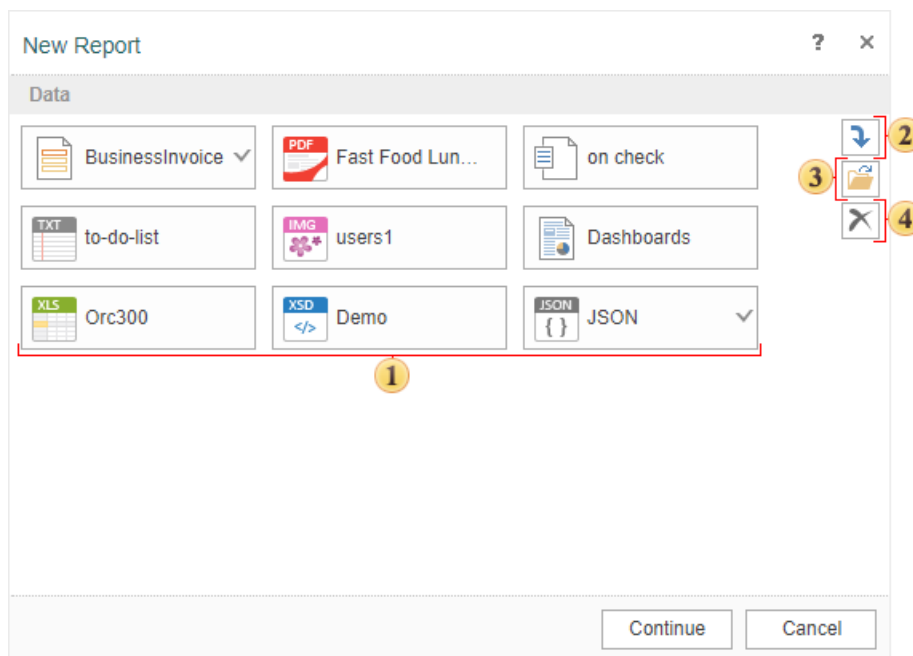 New Report ?
Data
BusinessInvoice PDF Fast Food Lun... on check 2
3
TXT to-do-list IMG users1 Dashboards 4
XLS Orc300 XSD </> Demo JSON { } JSON
1
Continue Cancel